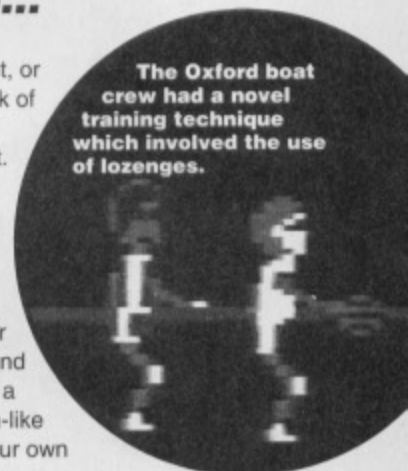 t, or
k of
t.
The Oxford boat
crew had a novel
training technique
which involved the use
of lozenges.
r
nd
a
-like
ur own